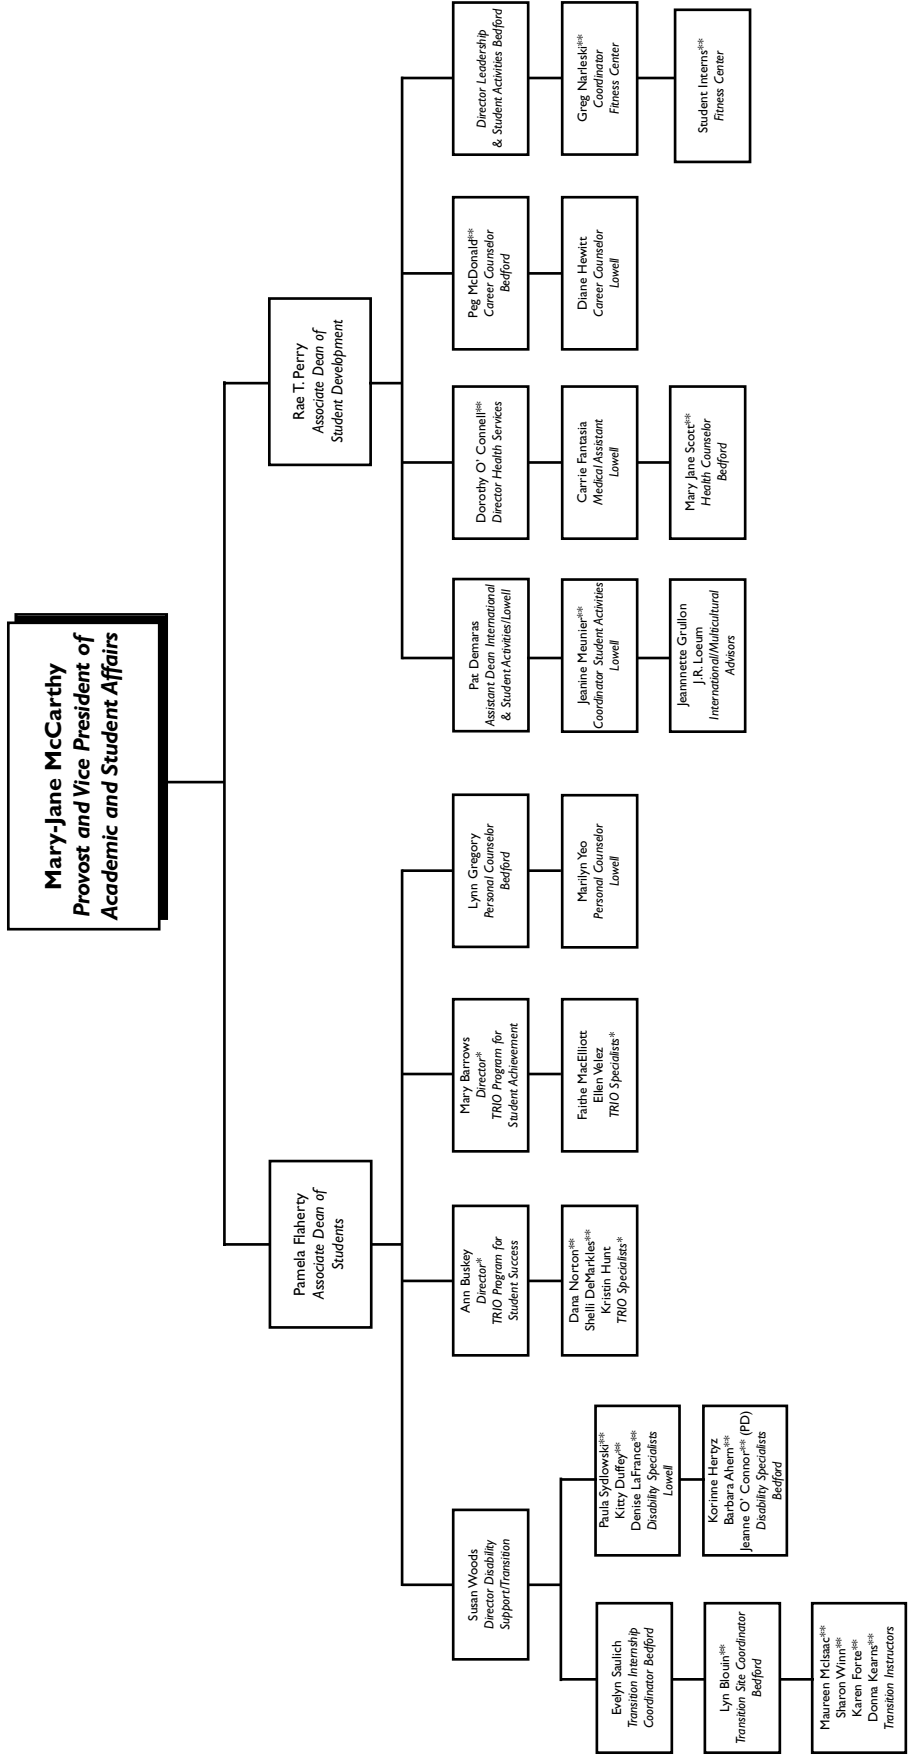 Mary-Jane McCarthy
Provost and Vice President of
Academic and Student Affairs
Pamela Flaherty
Associate Dean of
Students
Rae T. Perry
Associate Dean of
Student Development
Susan Woods
Director Disability
Support/Transition
Ann Buskey
Director*
TRIO Program for
Student Success
Mary Barrows
Director*
TRIO Program for
Student Achievement
Lynn Gregory
Personal Counselor
Bedford
Pat Demaras
Assistant Dean International
& Student Activities/Lowell
Dorothy O' Connell**
Director Health Services
Peg McDonald**
Career Counselor
Bedford
Director Leadership
& Student Activities Bedford
Evelyn Saulich
Transition Internship
Coordinator Bedford
Paula Sydlowski**
Kitty Duffey**
Denise LaFrance**
Disability Specialists
Lowell
Dana Norton**
Shelli DeMarkles**
Kristin Hunt
TRIO Specialists*
Faithe MacElliott
Ellen Velez
TRIO Specialists*
Marilyn Yeo
Personal Counselor
Lowell
Jeanine Meunier**
Coordinator Student Activities
Lowell
Carrie Fantasia
Medical Assistant
Lowell
Diane Hewitt
Career Counselor
Lowell
Greg Narleski**
Coordinator
Fitness Center
Lyn Blouin**
Transition Site Coordinator
Bedford
Korinne Hertyz
Barbara Ahern**
Jeanne O' Connor** (PD)
Disability Specialists
Bedford
Jeannnette Grullon
J.R. Loeum
International/Multicultural
Advisors
Mary Jane Scott**
Health Counselor
Bedford
Student Interns**
Fitness Center
Maureen McIsaac**
Sharon Winn**
Karen Forte**
Donna Kearns**
Transition Instructors